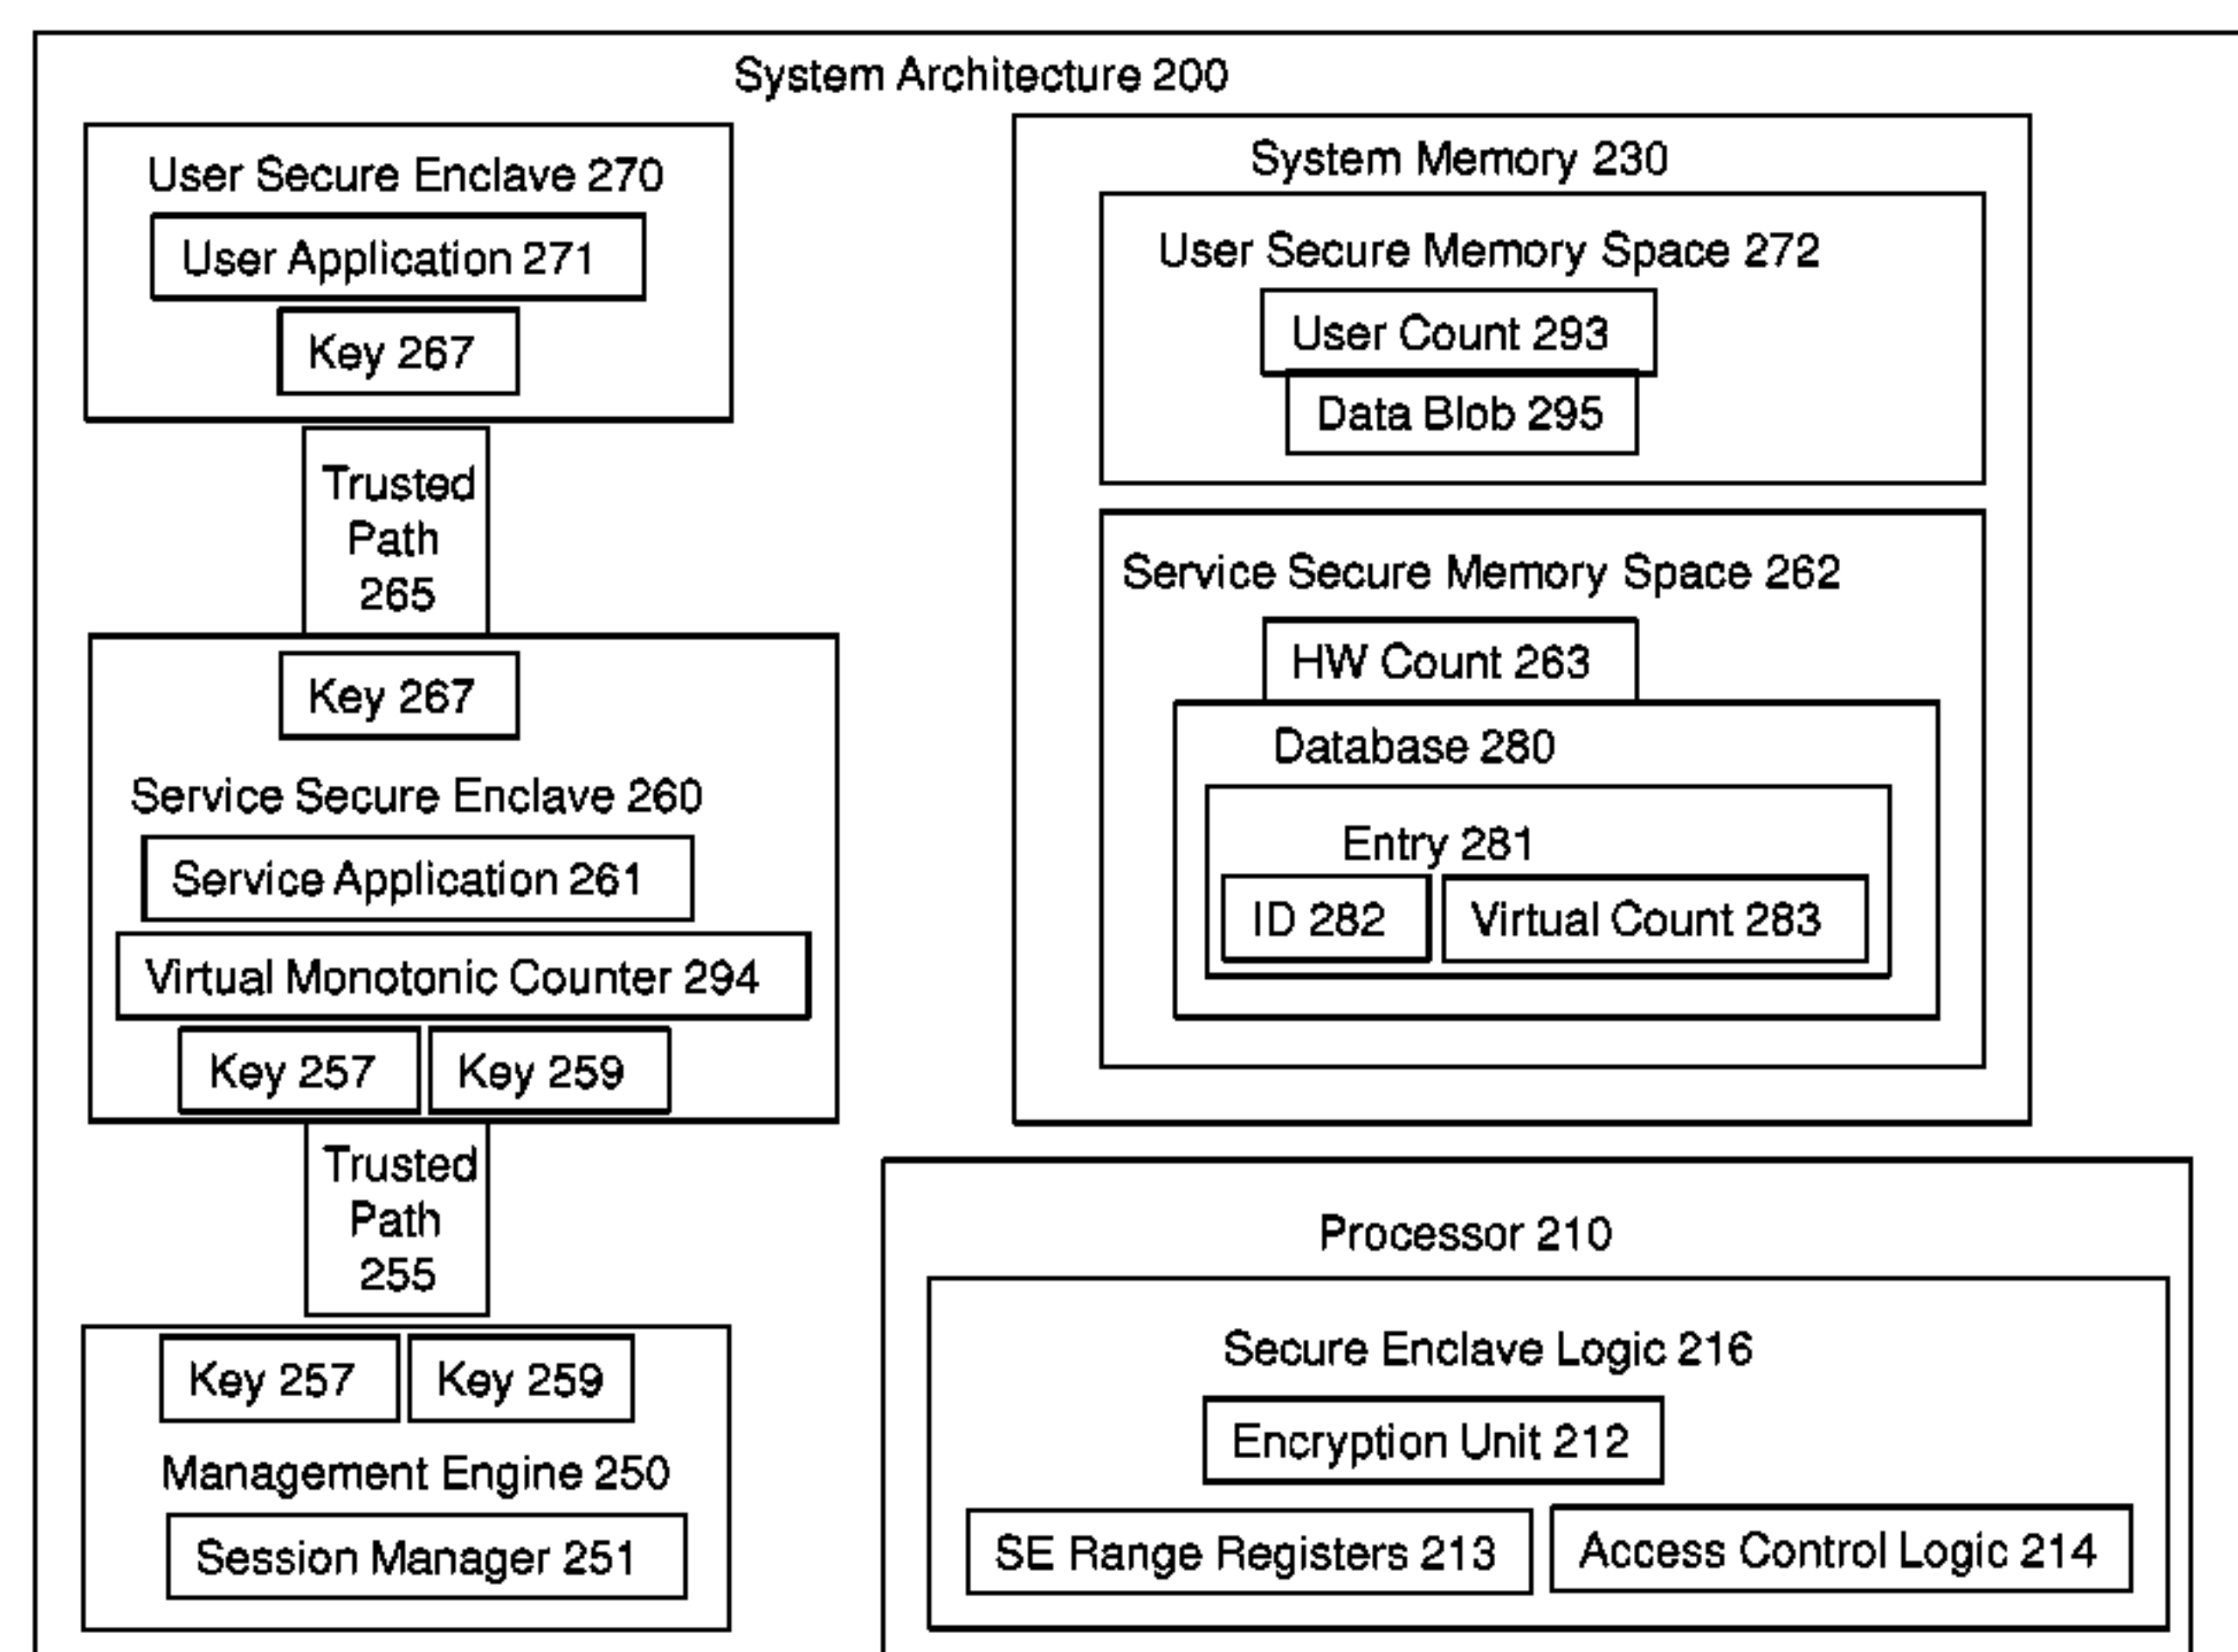 System Architecture 200
User Secure Enclave 270
User Application 271
Key 267
Trusted
Path
265
Key 267
Service Secure Enclave 260
Service Application 261
Virtual Monotonic Counter 294
Key 257
Key 259
Trusted
Path
255
Key 257
Key 259
Management Engine 250
Session Manager 251
System Memory 230
User Secure Memory Space 272
User Count 293
Data Blob 295
Service Secure Memory Space 262
HW Count 263
Database 280
Entry 281
ID 282
Virtual Count 283
Processor 210
Secure Enclave Logic 216
Encryption Unit 212
SE Range Registers 213
Access Control Logic 214